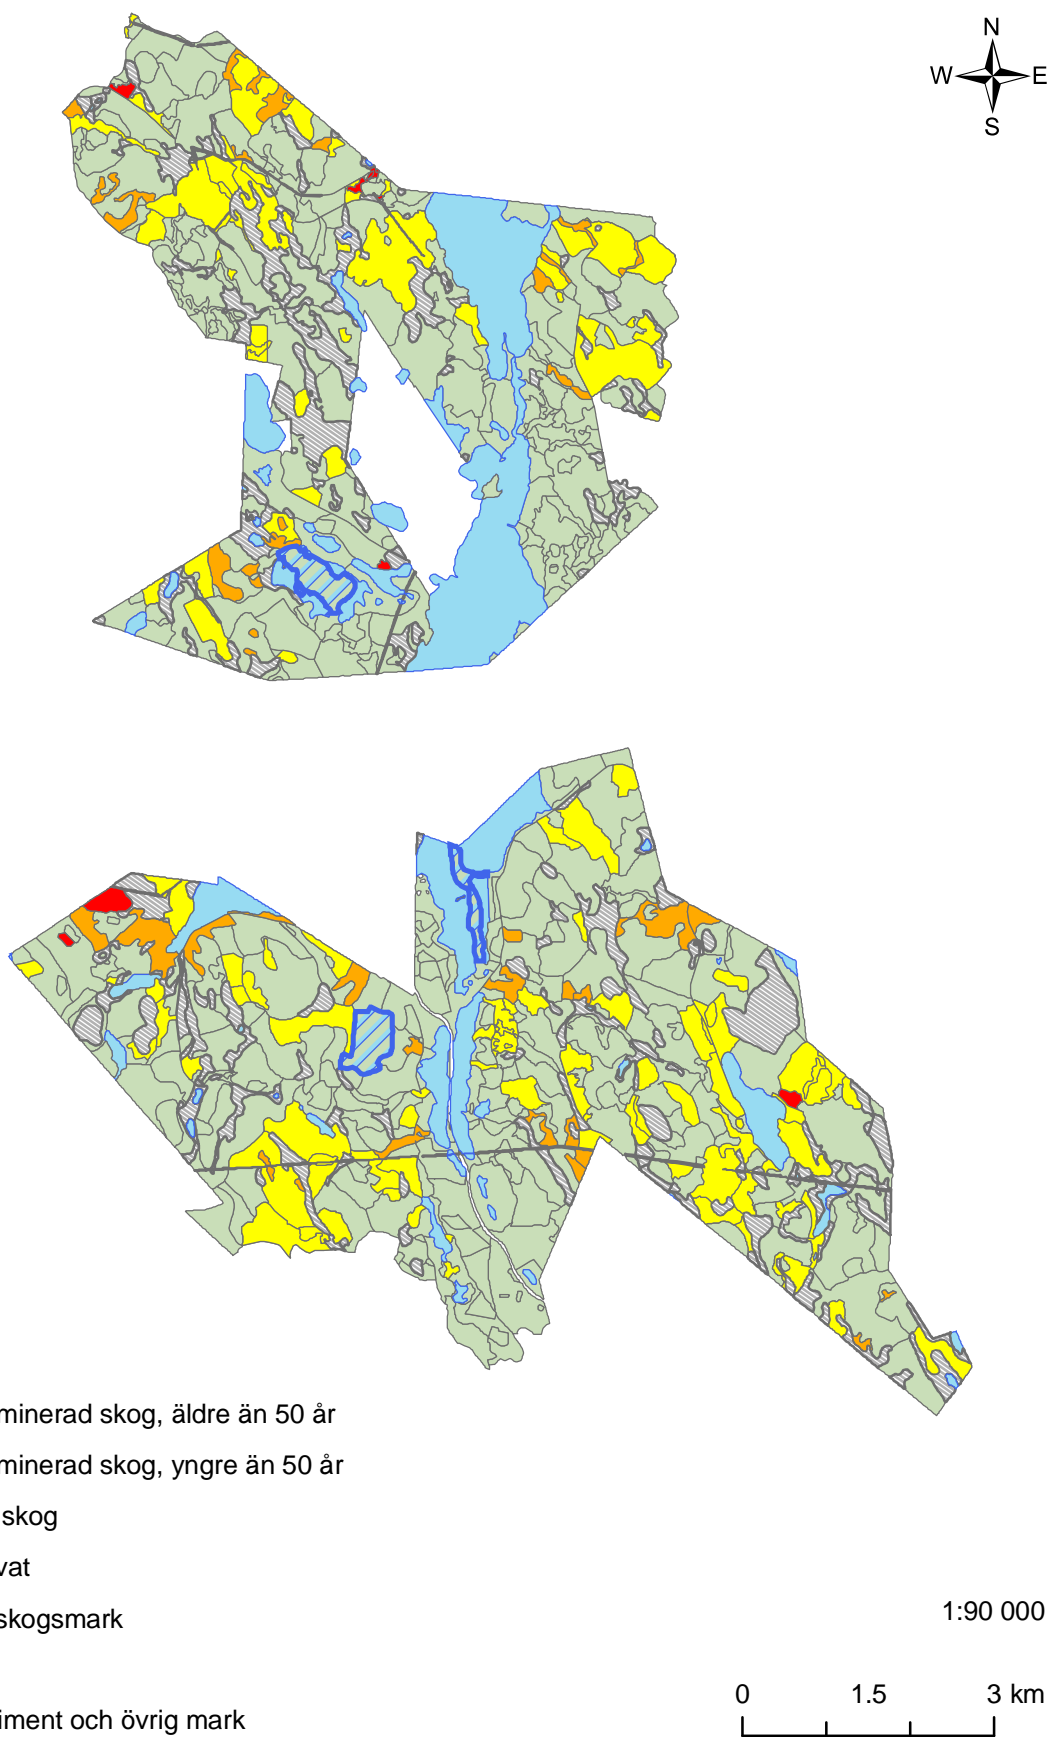 N
W E
S
minerad skog, äldre än 50 år
minerad skog, yngre än 50 år
skog
vat
skogsmark
1:90 000
0 1.5 3 km
iment och övrig mark